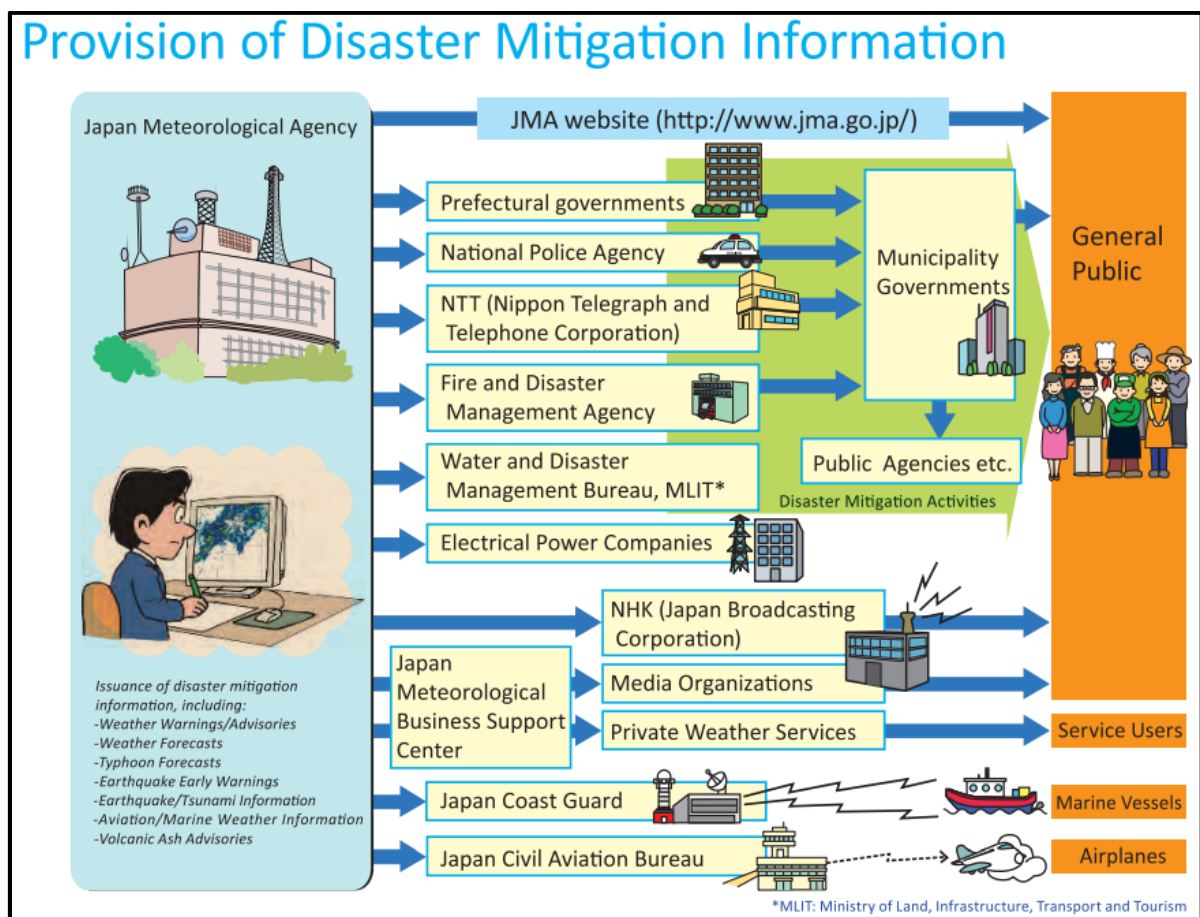 Provision of Disaster Mitigation Information
Japan Meteorological Agency
JMA website (http://www.jma.go.jp/)
Prefectural governments
National Police Agency
NTT (Nippon Telegraph and
Telephone Corporation)
Fire and Disaster
Management Agency
Water and Disaster
Management Bureau, MLIT*
Electrical Power Companies
Municipality
Governments
Public Agencies etc.
Disaster Mitigation Activities
General
Public
NHK (Japan Broadcasting
Corporation)
Japan
Meteorological
Business Support
Center
Media Organizations
Private Weather Services
Service Users
Japan Coast Guard
Marine Vessels
Japan Civil Aviation Bureau
Airplanes
Issuance of disaster mitigation
information, including:
-Weather Warnings/Advisories
-Weather Forecasts
-Typhoon Forecasts
-Earthquake Early Warnings
-Earthquake/Tsunami Information
-Aviation/Marine Weather Information
-Volcanic Ash Advisories
*MLIT: Ministry of Land, Infrastructure, Transport and Tourism